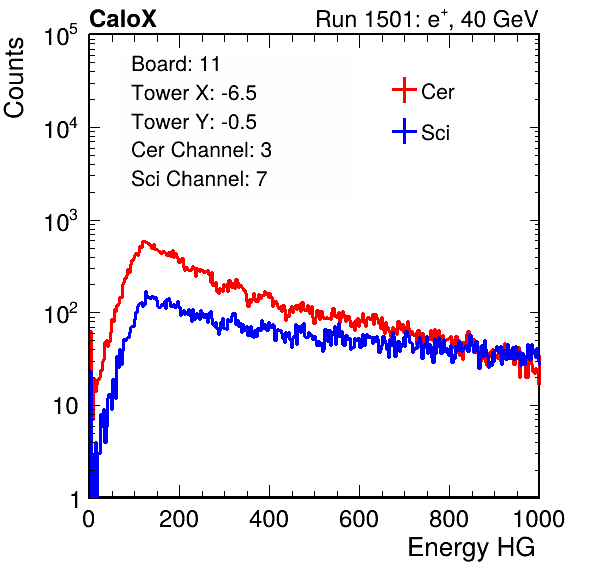 CaloX Run 1501: e⁺, 40 GeV
Counts
Board: 11
Tower X: -6.5
Tower Y: -0.5
Cer Channel: 3
Sci Channel: 7
Cer
Sci
10⁵
10⁴
10³
10²
10
1
0 200 400 600 800 1000
Energy HG